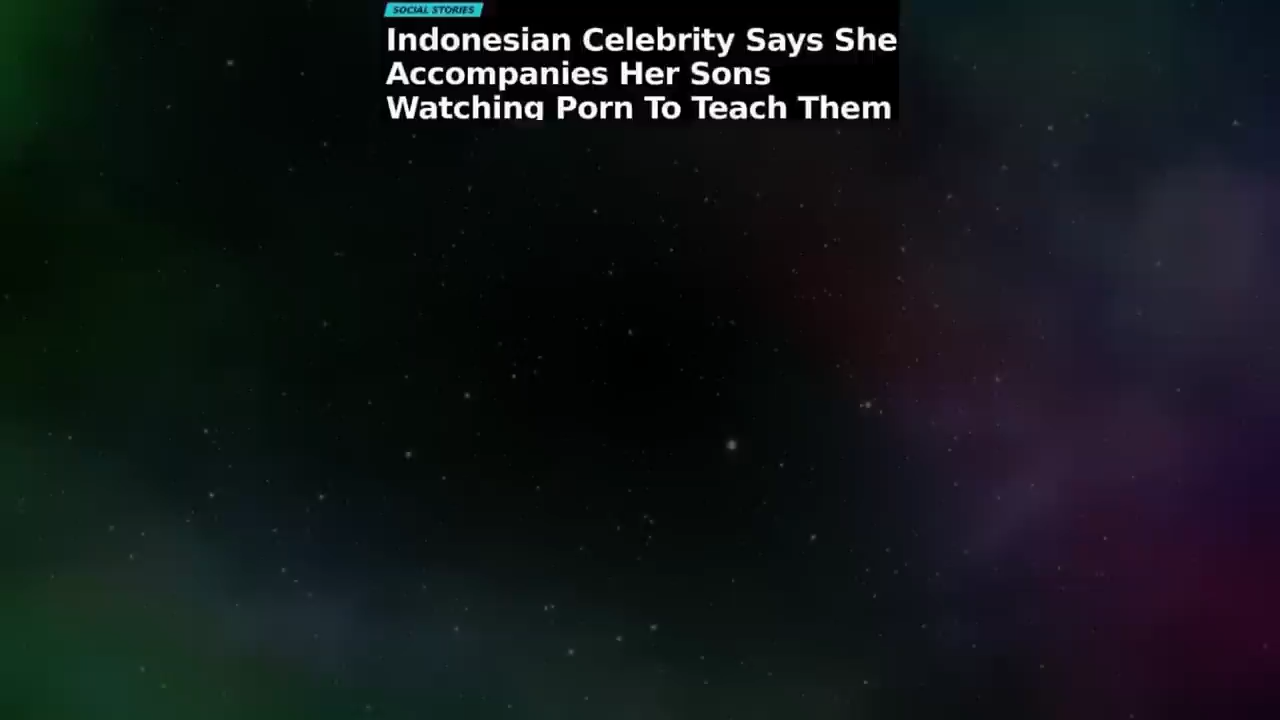 SOCIAL STORIES
Indonesian Celebrity Says She
Accompanies Her Sons
Watching Porn To Teach Them